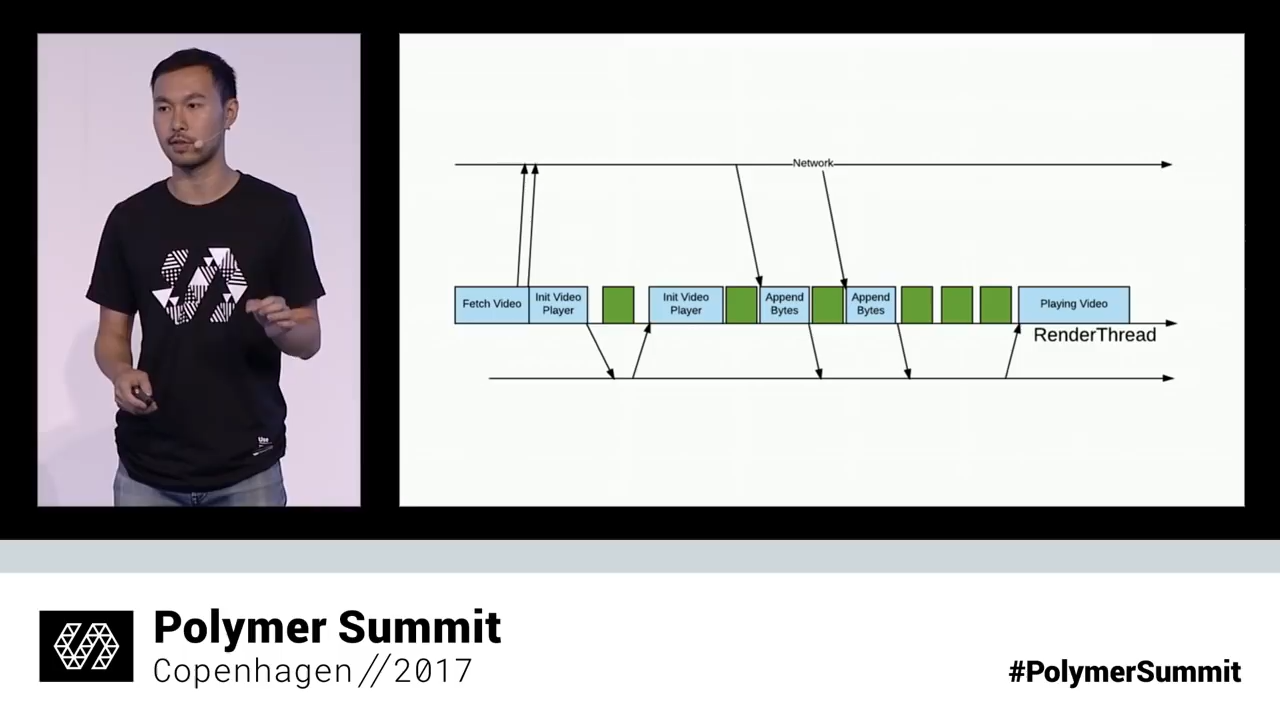 Network
Fetch Video
Init Video
Player
Init Video
Player
Append
Bytes
Append
Bytes
Playing Video
RenderThread
Use
Polymer Summit
Copenhagen//2017
#PolymerSummit